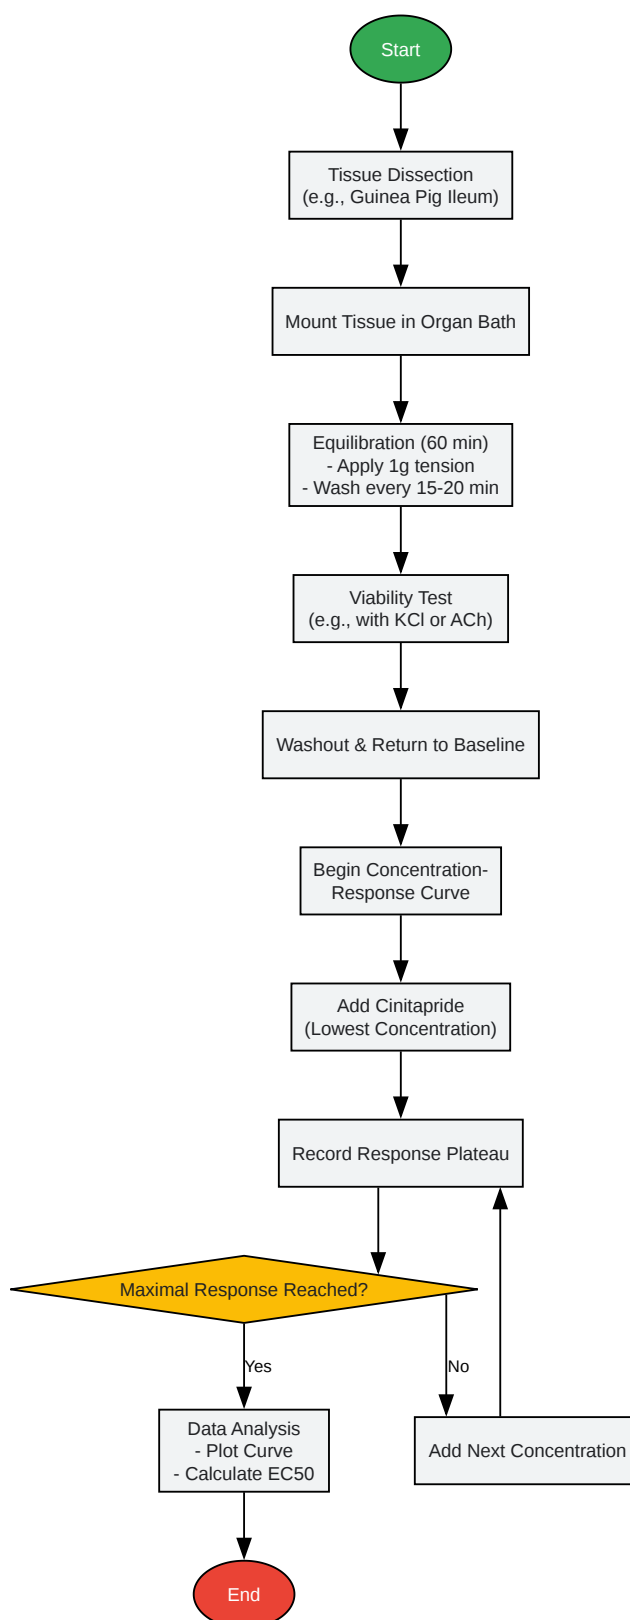 Start
Tissue Dissection
(e.g., Guinea Pig Ileum)
Mount Tissue in Organ Bath
Equilibration (60 min)
- Apply 1g tension
- Wash every 15-20 min
Viability Test
(e.g., with KCl or ACh)
Washout & Return to Baseline
Begin Concentration-
Response Curve
Add Cinitapride
(Lowest Concentration)
Record Response Plateau
Maximal Response Reached?
Yes
No
Data Analysis
- Plot Curve
- Calculate EC50
Add Next Concentration
End